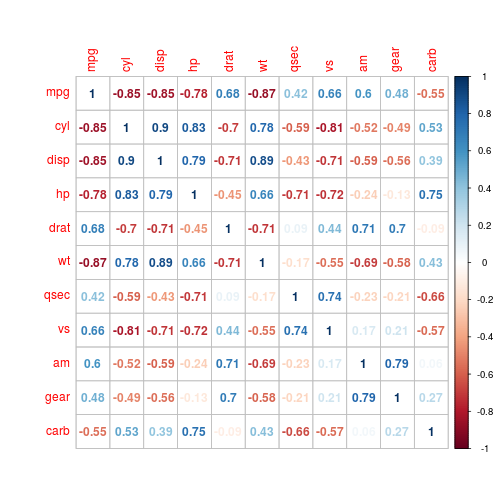 mpg cyl disp hp drat wt qsec vs am gear carb
mpg 1 -0.85 -0.85 -0.78 0.68 -0.87 0.42 0.66 0.6 0.48 -0.55
cyl -0.85 1 0.9 0.83 -0.7 0.78 -0.59 -0.81 -0.52 -0.49 0.53
disp -0.85 0.9 1 0.79 -0.71 0.89 -0.43 -0.71 -0.59 -0.56 0.39
hp -0.78 0.83 0.79 1 -0.45 0.66 -0.71 -0.72 -0.24 -0.13 0.75
drat 0.68 -0.7 -0.71 -0.45 1 -0.71 0.09 0.44 0.71 0.7 -0.09
wt -0.87 0.78 0.89 0.66 -0.71 1 -0.17 -0.55 -0.69 -0.58 0.43
qsec 0.42 -0.59 -0.43 -0.71 0.09 -0.17 1 0.74 -0.23 -0.21 -0.66
vs 0.66 -0.81 -0.71 -0.72 0.44 -0.55 0.74 1 0.17 0.21 -0.57
am 0.6 -0.52 -0.59 -0.24 0.71 -0.69 -0.23 0.17 1 0.79 0.06
gear 0.48 -0.49 -0.56 -0.13 0.7 -0.58 -0.21 0.21 0.79 1 0.27
carb -0.55 0.53 0.39 0.75 -0.09 0.43 -0.66 -0.57 0.06 0.27 1
1
0.8
0.6
0.4
0.2
0
-0.2
-0.4
-0.6
-0.8
-1